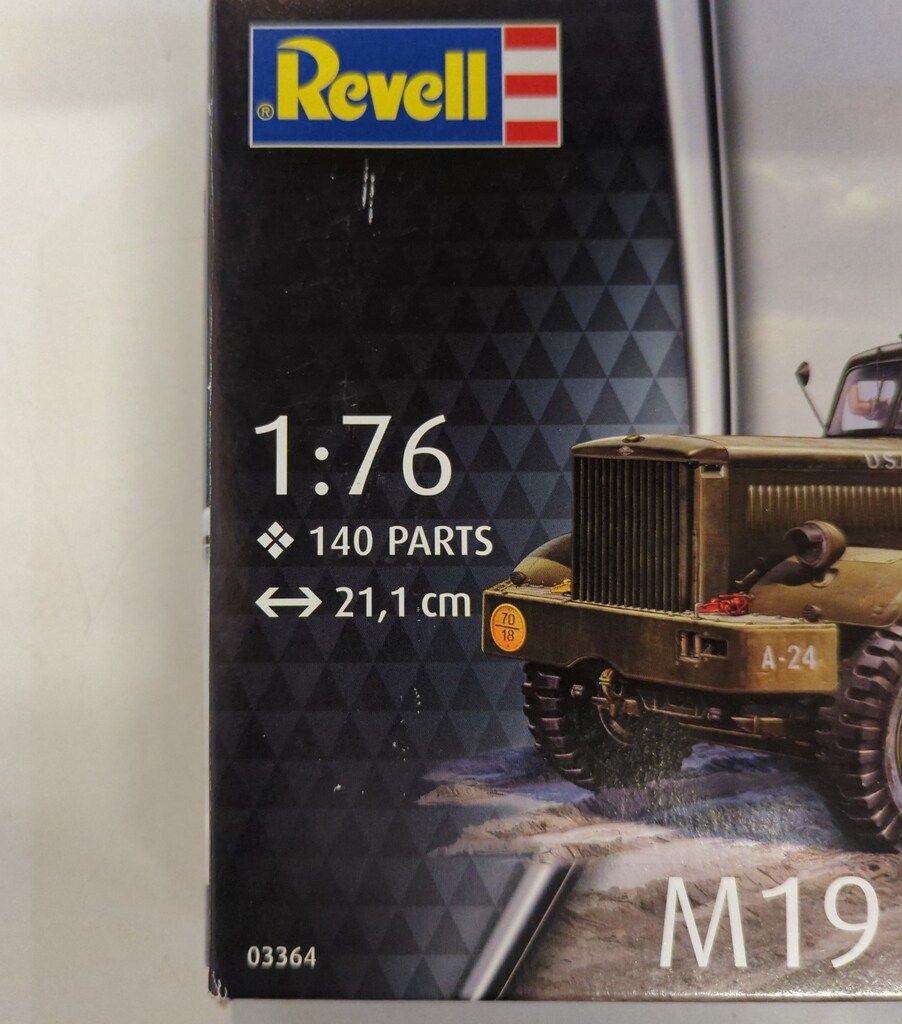 ® Revell
1:76
140 PARTS
21,1 cm
U.S.
70
18
A-24
M19
03364